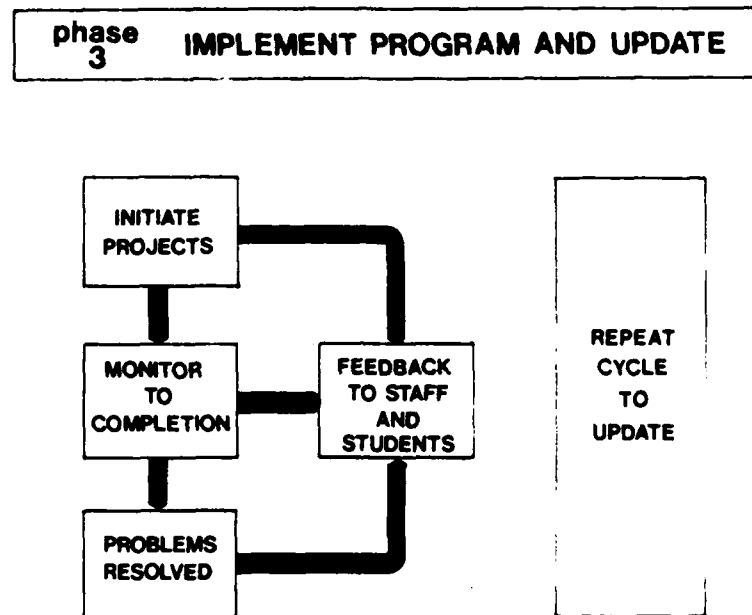 phase
3
IMPLEMENT PROGRAM AND UPDATE
INITIATE
PROJECTS
MONITOR
TO
COMPLETION
FEEDBACK
TO STAFF
AND
STUDENTS
PROBLEMS
RESOLVED
REPEAT
CYCLE
TO
UPDATE